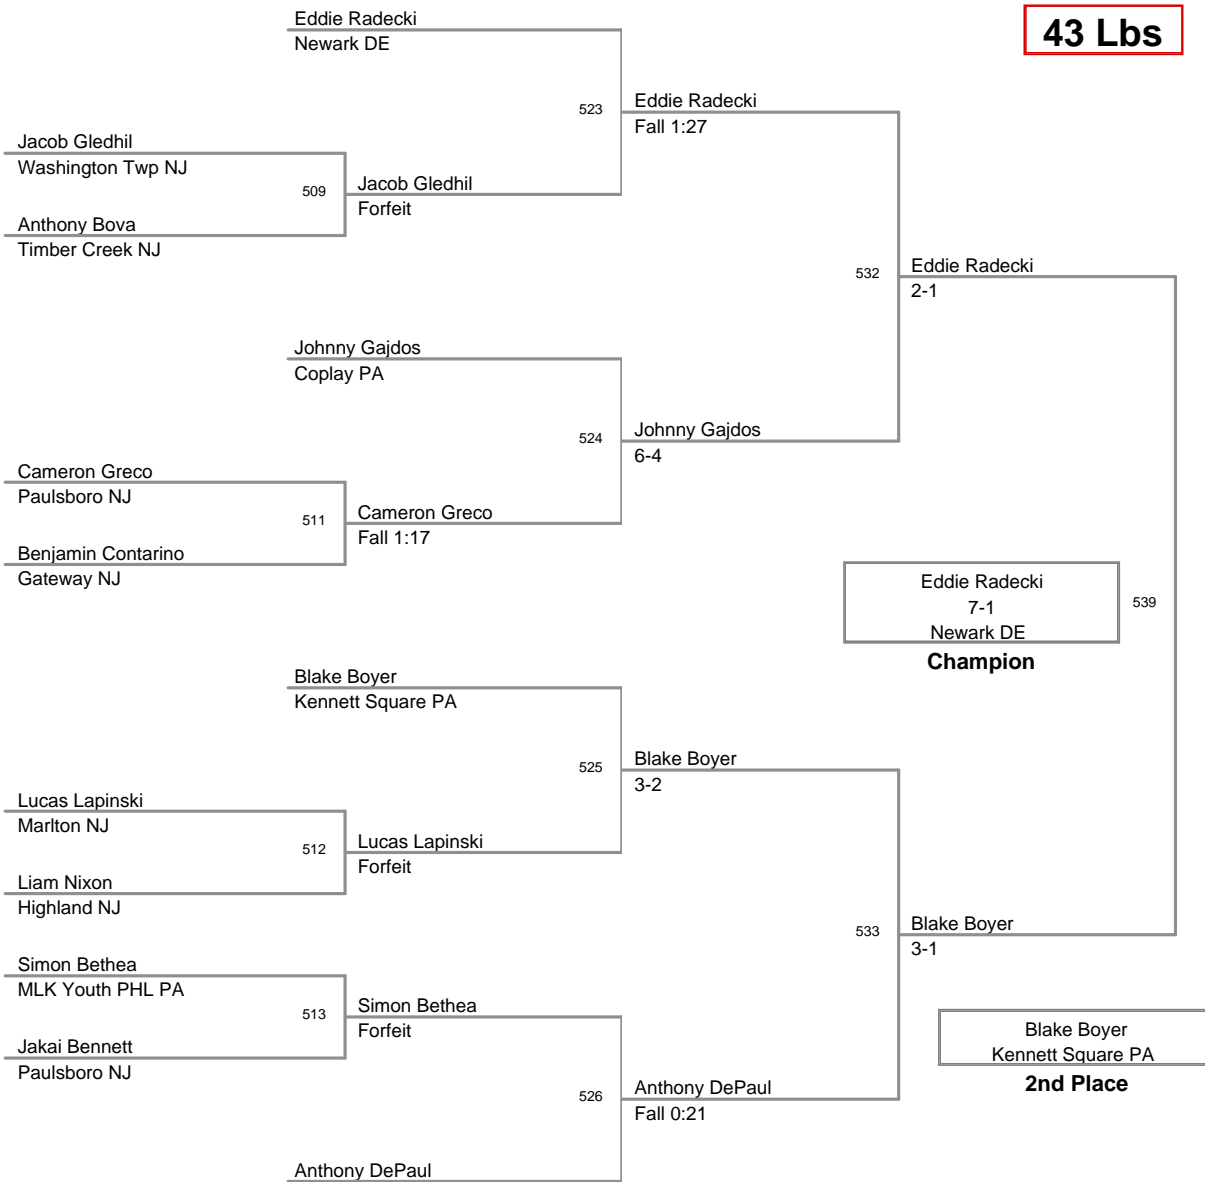 43 Lbs
Eddie Radecki
Newark DE
523
Eddie Radecki
Fall 1:27
Jacob Gledhil
Washington Twp NJ
509
Jacob Gledhil
Forfeit
Anthony Bova
Timber Creek NJ
532
Eddie Radecki
2-1
Johnny Gajdos
Coplay PA
524
Johnny Gajdos
6-4
Cameron Greco
Paulsboro NJ
511
Cameron Greco
Fall 1:17
Benjamin Contarino
Gateway NJ
Eddie Radecki
7-1
Newark DE
Champion
539
Blake Boyer
Kennett Square PA
525
Blake Boyer
3-2
Lucas Lapinski
Marlton NJ
512
Lucas Lapinski
Forfeit
Liam Nixon
Highland NJ
533
Blake Boyer
3-1
Simon Bethea
MLK Youth PHL PA
513
Simon Bethea
Forfeit
Jakai Bennett
Paulsboro NJ
Blake Boyer
Kennett Square PA
2nd Place
526
Anthony DePaul
Fall 0:21
Anthony DePaul